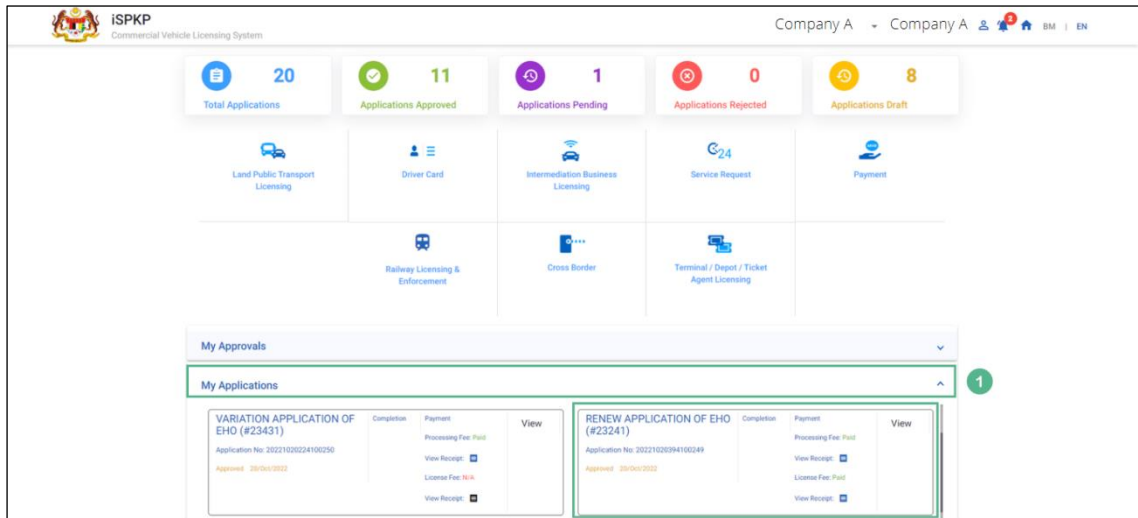 iSPKP
Commercial Vehicle Licensing System
Company A Company A 2 BM | EN
20 11 1 0 8
Total Applications Applications Approved Applications Pending Applications Rejected Applications Draft
24
Land Public Transport Licensing
Driver Card
Intermediation Business Licensing
Service Request
Payment
Railway Licensing & Enforcement
Cross Border
Terminal / Depot / Ticket Agent Licensing
My Approvals
My Applications
1
VARIATION APPLICATION OF
EHO (#23431)
Application No: 20221020224100250
Approved 20/Oct/2022
Completion
Payment
Processing Fee: Paid
View Receipt:
License Fee: N/A
View Receipt:
View
RENEW APPLICATION OF EHO
(#23241)
Application No: 20221020394100249
Approved 20/Oct/2022
Completion
Payment
Processing Fee: Paid
View Receipt:
License Fee: Paid
View Receipt:
View